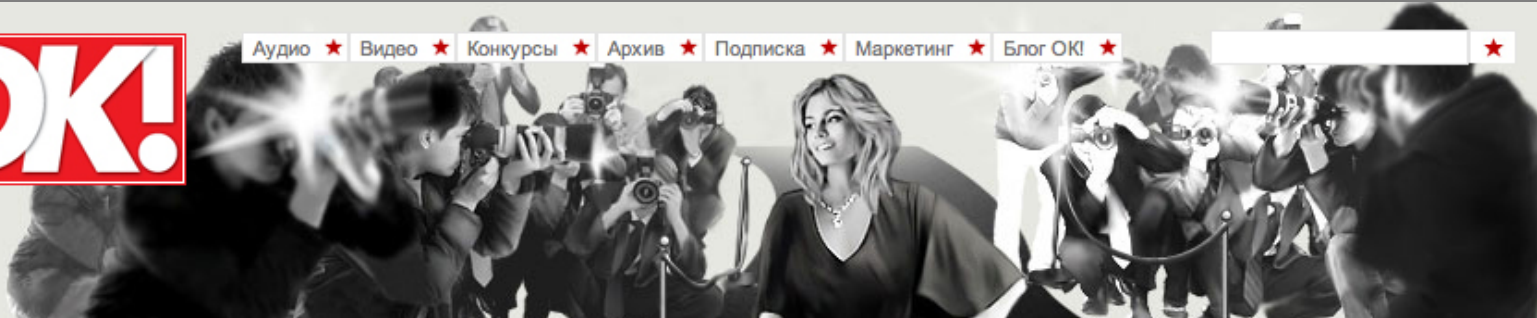 OK!
Аудио ★ Видео ★ Конкурсы ★ Архив ★ Подписка ★ Маркетинг ★ Блог OK! ★